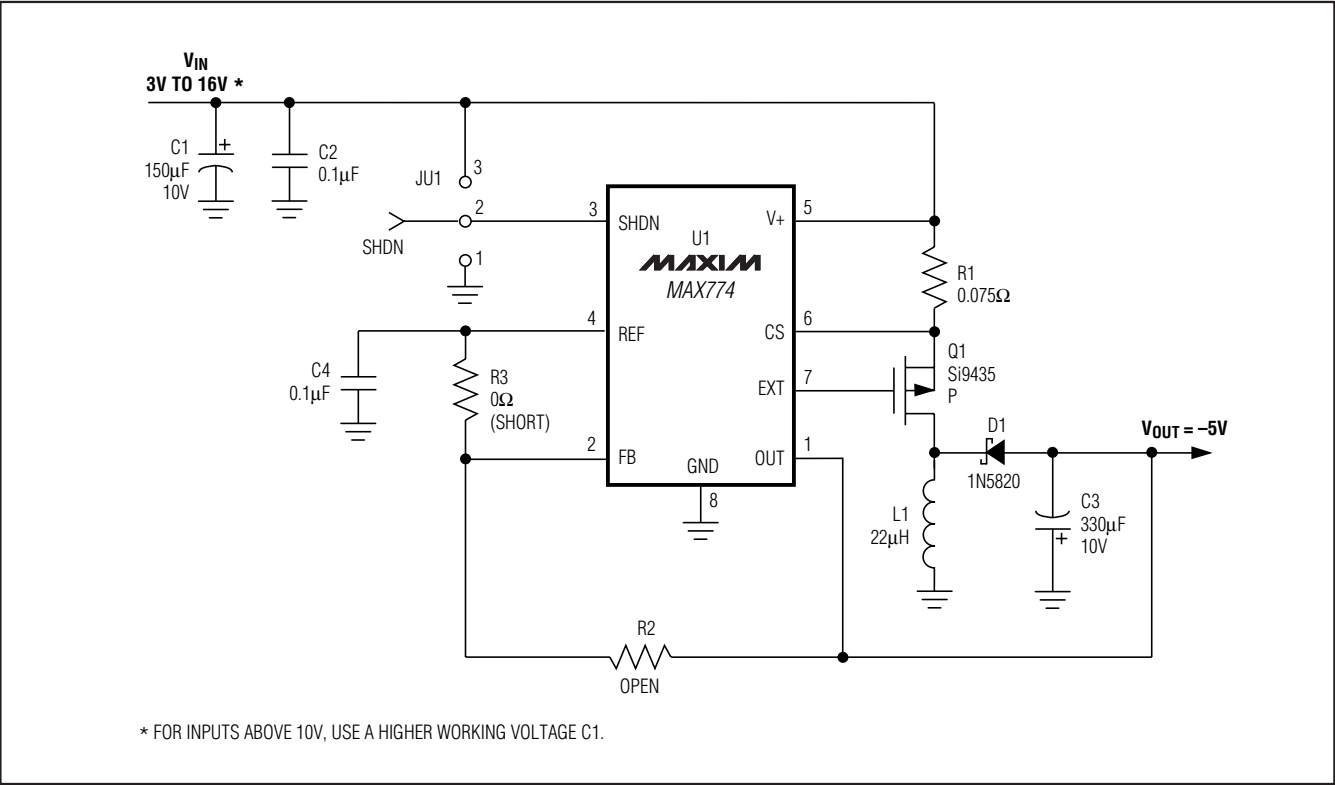 VIN
3V TO 16V *
C1
+
150µF
10V
C2
0.1µF
JU1
3
2
1
SHDN
3
SHDN
U1
MAXIM
MAX774
V+
5
R1
0.075Ω
4
REF
CS
6
C4
0.1µF
R3
0Ω
(SHORT)
EXT
7
Q1
Si9435
P
2
FB
GND
8
OUT
1
D1
1N5820
VOUT = –5V
L1
22µH
C3
330µF
10V
+
R2
OPEN
* FOR INPUTS ABOVE 10V, USE A HIGHER WORKING VOLTAGE C1.